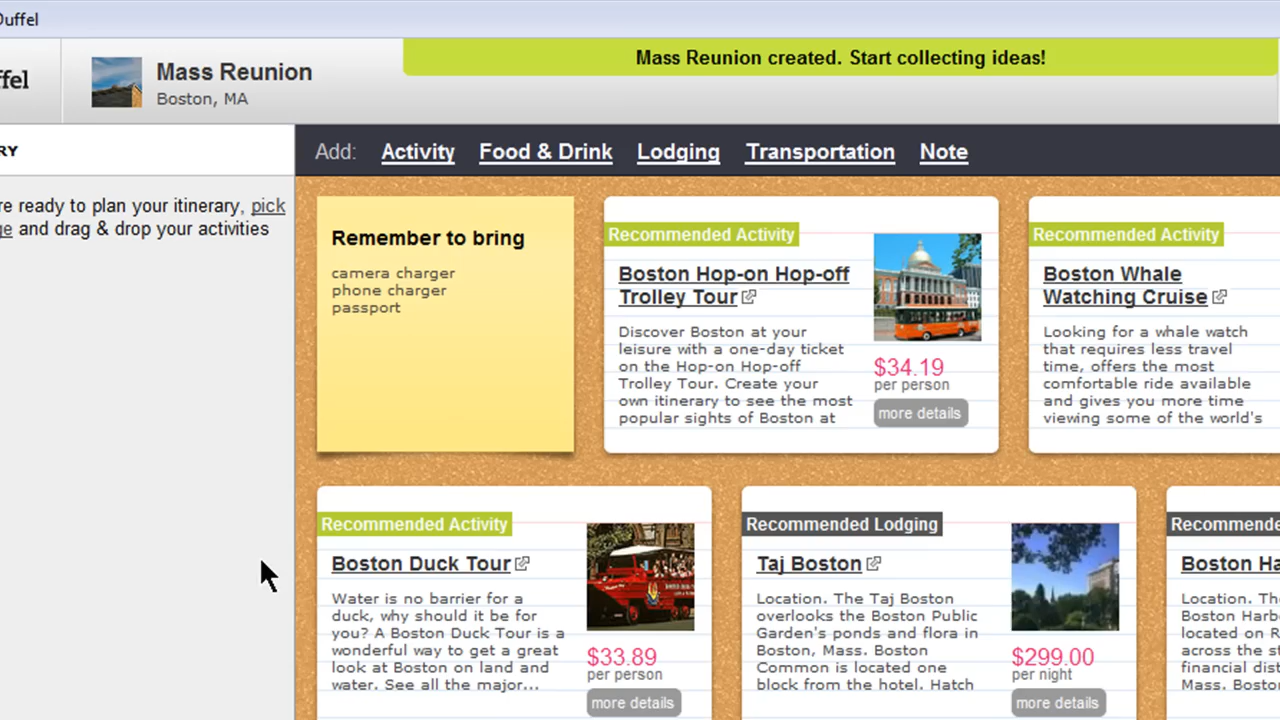 Duffel
ffel
Mass Reunion
Boston, MA
Mass Reunion created. Start collecting ideas!
RY
re ready to plan your itinerary, pick
ge and drag & drop your activities
Add: Activity Food & Drink Lodging Transportation Note
Remember to bring
camera charger
phone charger
passport
Recommended Activity
Boston Hop-on Hop-off
Trolley Tour
Discover Boston at your
leisure with a one-day ticket
on the Hop-on Hop-off
Trolley Tour. Create your
own itinerary to see the most
popular sights of Boston at
$34.19
per person
more details
Recommended Activity
Boston Whale
Watching Cruise
Looking for a whale watch
that requires less travel
time, offers the most
comfortable ride available
and gives you more time
viewing some of the world's
Recommended Activity
Boston Duck Tour
Water is no barrier for a
duck, why should it be for
you? A Boston Duck Tour is a
wonderful way to get a great
look at Boston on land and
water. See all the major...
$33.89
per person
more details
Recommended Lodging
Taj Boston
Location. The Taj Boston
overlooks the Boston Public
Garden's ponds and flora in
Boston, Mass. Boston
Common is located one
block from the hotel. Hatch
$299.00
per night
more details
Recommende
Boston Ha
Location. The
Boston Harb
located on R
across the st
financial dist
Mass. Bosto